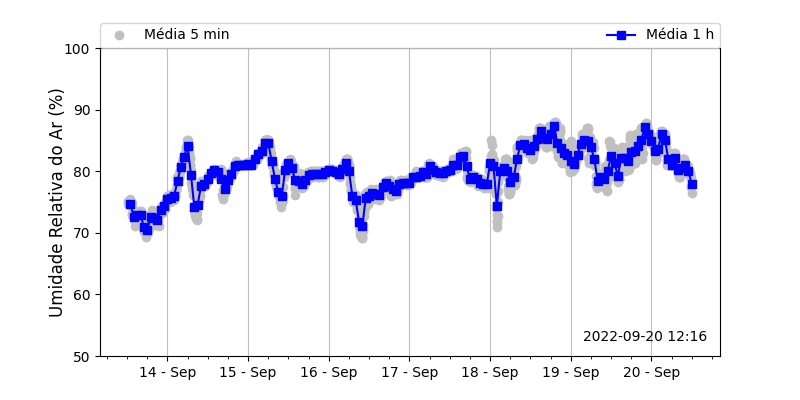 Média 5 min
Média 1 h
Umidade Relativa do Ar (%)
100
90
80
70
60
50
2022-09-20 12:16
14 - Sep
15 - Sep
16 - Sep
17 - Sep
18 - Sep
19 - Sep
20 - Sep